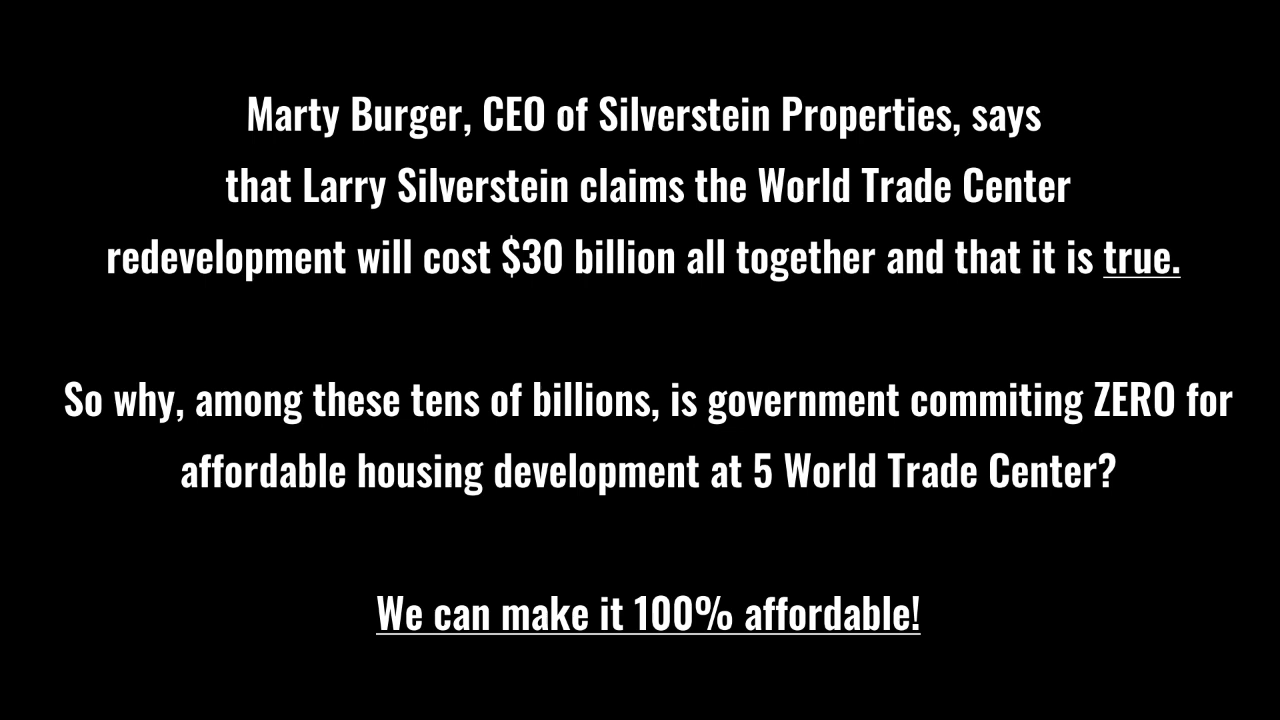 Marty Burger, CEO of Silverstein Properties, says
that Larry Silverstein claims the World Trade Center
redevelopment will cost $30 billion all together and that it is true.
So why, among these tens of billions, is government commiting ZERO for
affordable housing development at 5 World Trade Center?
We can make it 100% affordable!